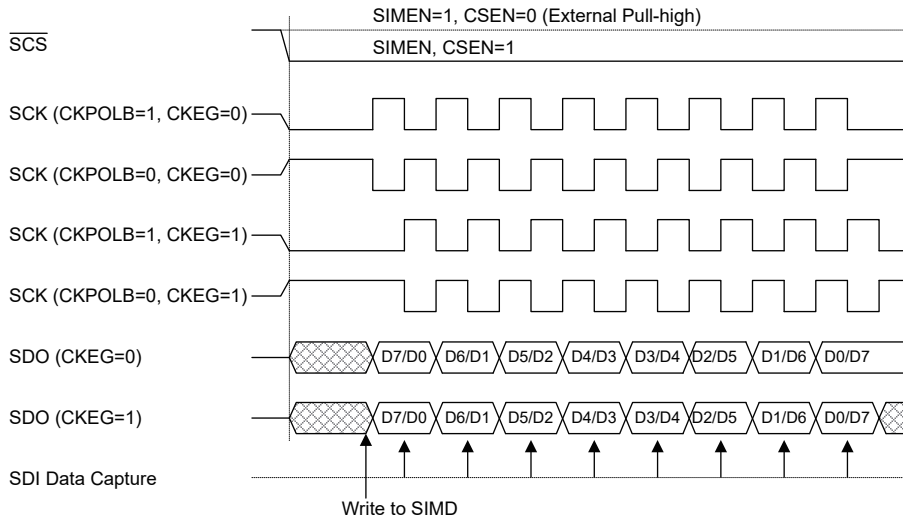 SIMEN=1, CSEN=0 (External Pull-high)
SCS
SIMEN, CSEN=1
SCK (CKPOLB=1, CKEG=0)
SCK (CKPOLB=0, CKEG=0)
SCK (CKPOLB=1, CKEG=1)
SCK (CKPOLB=0, CKEG=1)
SDO (CKEG=0) D7/D0 D6/D1 D5/D2 D4/D3 D3/D4 D2/D5 D1/D6 D0/D7
SDO (CKEG=1) D7/D0 D6/D1 D5/D2 D4/D3 D3/D4 D2/D5 D1/D6 D0/D7
SDI Data Capture
Write to SIMD